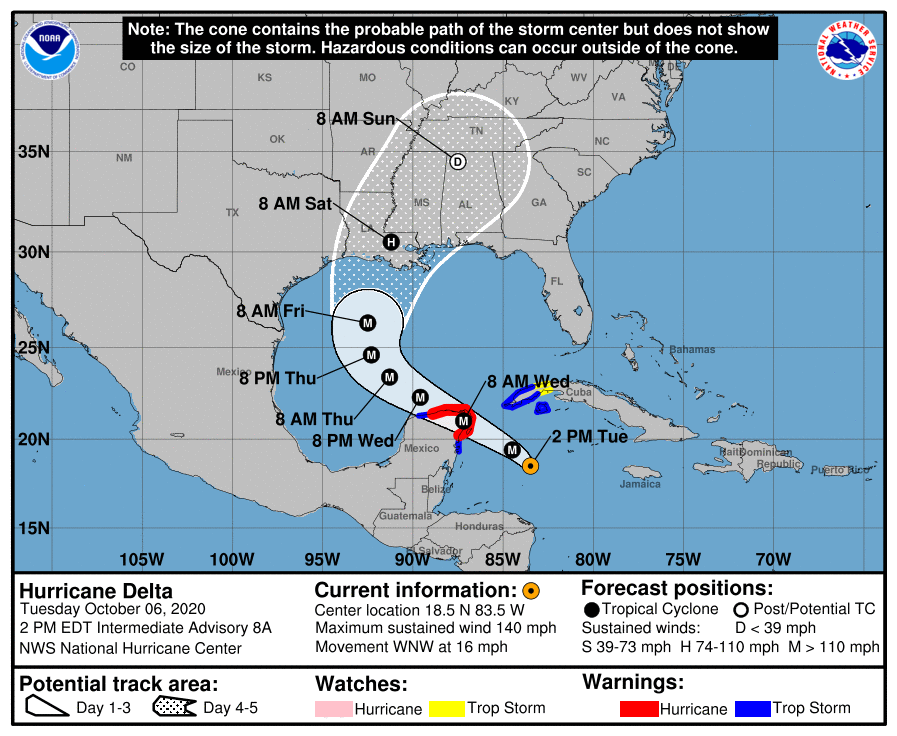 Note: The cone contains the probable path of the storm center but does not show
the size of the storm. Hazardous conditions can occur outside of the cone.
NOAA
NATIONAL WEATHER SERVICE
CO
KS
MO
WV
DE
KY
VA
8 AM Sun
TN
35N
NM
OK
AR
D
NC
SC
8 AM Sat
TX
MS
AL
GA
LA
H
30N
FL
8 AM Fri
M
25N
Mexico
8 PM Thu
M
Bahamas
M
8 AM Wed
Cuba
8 AM Thu
M
M
8 PM Wed
2 PM Tue
20N
Mexico
M
Haiti
Dominican
Republic
Puerto Rico
Jamaica
Belize
Guatemala
Honduras
15N
El Salvador
105W
100W
95W
90W
85W
80W
75W
70W
Hurricane Delta
Tuesday October 06, 2020
2 PM EDT Intermediate Advisory 8A
NWS National Hurricane Center
Current information:
Center location 18.5 N 83.5 W
Maximum sustained wind 140 mph
Movement WNW at 16 mph
Forecast positions:
Tropical Cyclone Post/Potential TC
Sustained winds: D < 39 mph
S 39-73 mph H 74-110 mph M > 110 mph
Potential track area:
Day 1-3 Day 4-5
Watches:
Hurricane Trop Storm
Warnings:
Hurricane Trop Storm